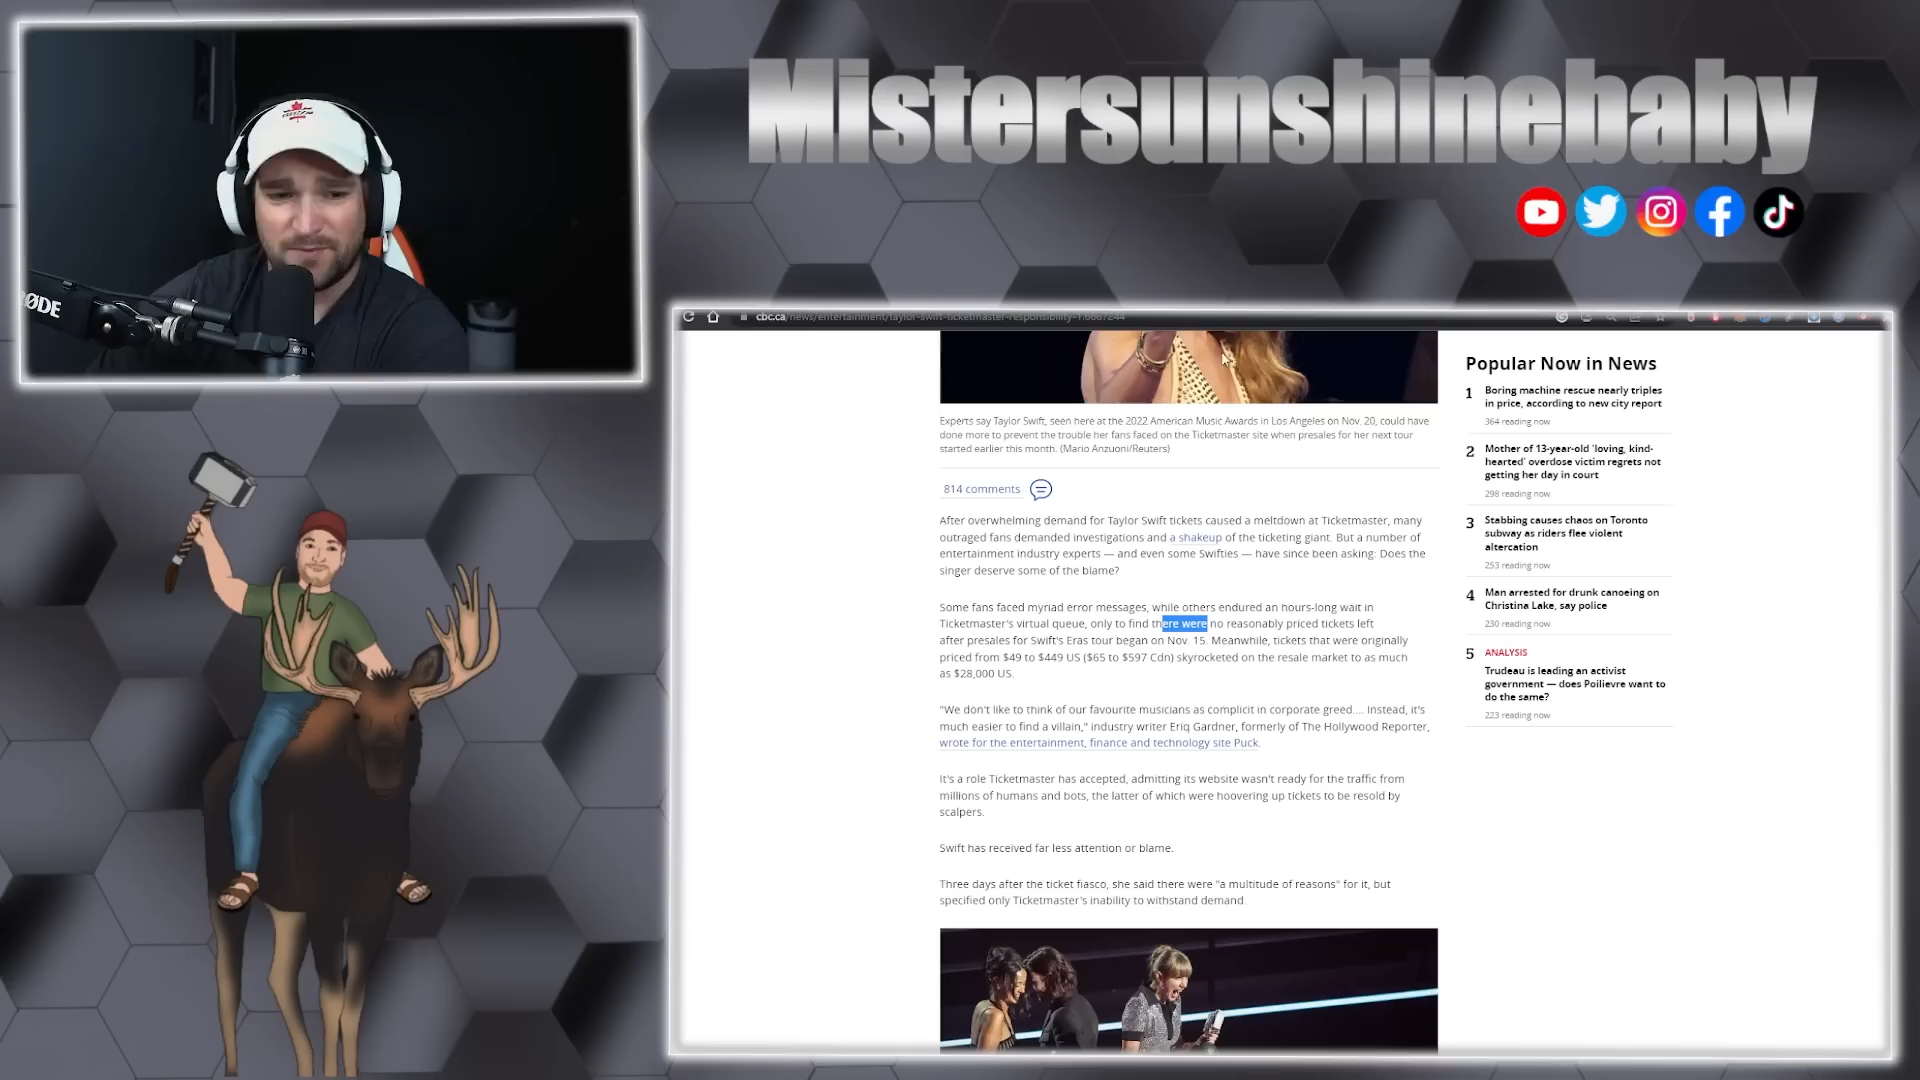 Mistersunshinebaby
RØDE
cbc.ca/news/entertainment/taylor-swift-ticketmaster-responsibility-1.6667244
Experts say Taylor Swift, seen here at the 2022 American Music Awards in Los Angeles on Nov. 20, could have
done more to prevent the trouble her fans faced on the Ticketmaster site when presales for her next tour
started earlier this month. (Mario Anzuoni/Reuters)
814 comments
After overwhelming demand for Taylor Swift tickets caused a meltdown at Ticketmaster, many
outraged fans demanded investigations and a shakeup of the ticketing giant. But a number of
entertainment industry experts — and even some Swifties — have since been asking: Does the
singer deserve some of the blame?
Some fans faced myriad error messages, while others endured an hours-long wait in
Ticketmaster's virtual queue, only to find there were no reasonably priced tickets left
after presales for Swift's Eras tour began on Nov. 15. Meanwhile, tickets that were originally
priced from $49 to $449 US ($65 to $597 Cdn) skyrocketed on the resale market to as much
as $28,000 US.
"We don't like to think of our favourite musicians as complicit in corporate greed.... Instead, it's
much easier to find a villain," industry writer Eriq Gardner, formerly of The Hollywood Reporter,
wrote for the entertainment, finance and technology site Puck.
It's a role Ticketmaster has accepted, admitting its website wasn't ready for the traffic from
millions of humans and bots, the latter of which were hoovering up tickets to be resold by
scalpers.
Swift has received far less attention or blame.
Three days after the ticket fiasco, she said there were "a multitude of reasons" for it, but
specified only Ticketmaster's inability to withstand demand.
Popular Now in News
1 Boring machine rescue nearly triples
in price, according to new city report
364 reading now
2 Mother of 13-year-old 'loving, kind-
hearted' overdose victim regrets not
getting her day in court
298 reading now
3 Stabbing causes chaos on Toronto
subway as riders flee violent
altercation
253 reading now
4 Man arrested for drunk canoeing on
Christina Lake, say police
230 reading now
5 ANALYSIS
Trudeau is leading an activist
government — does Poilievre want to
do the same?
223 reading now